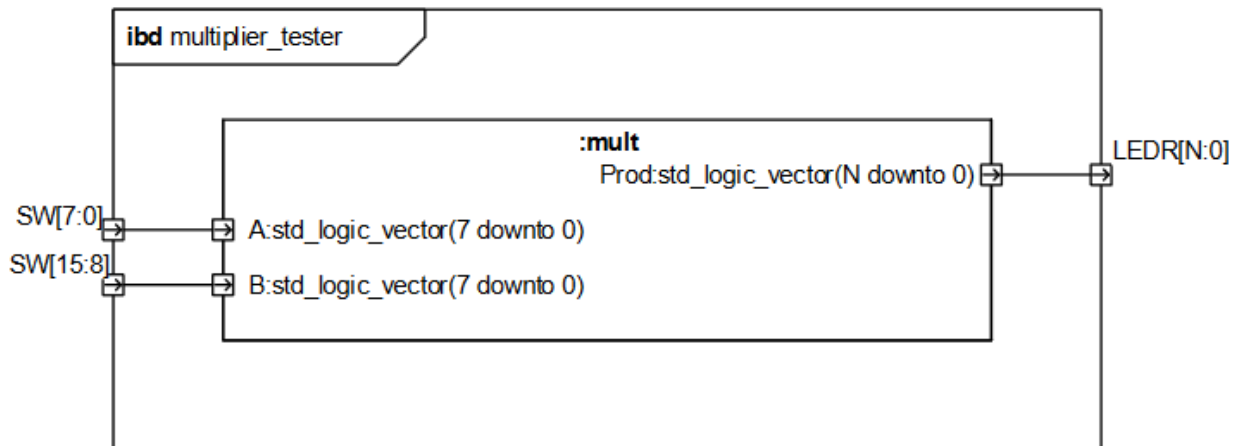 ibd multiplier_tester
:mult
Prod:std_logic_vector(N downto 0)
LEDR[N:0]
SW[7:0]
A:std_logic_vector(7 downto 0)
SW[15:8]
B:std_logic_vector(7 downto 0)